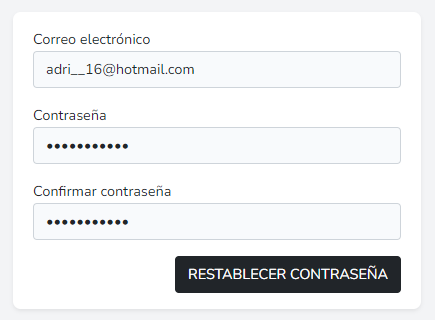 Correo electrónico
adri__16@hotmail.com
Contraseña
•••••••••••
Confirmar contraseña
•••••••••••
RESTABLECER CONTRASEÑA